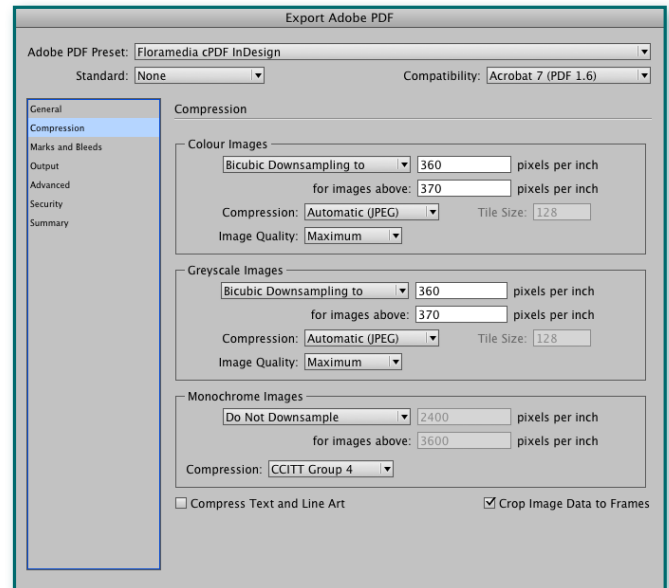 Export Adobe PDF
Adobe PDF Preset: Floramedia cPDF InDesign
Standard: None Compatibility: Acrobat 7 (PDF 1.6)
General
Compression
Marks and Bleeds
Output
Advanced
Security
Summary
Compression
Colour Images
Bicubic Downsampling to 360 pixels per inch
for images above: 370 pixels per inch
Compression: Automatic (JPEG) Tile Size: 128
Image Quality: Maximum
Greyscale Images
Bicubic Downsampling to 360 pixels per inch
for images above: 370 pixels per inch
Compression: Automatic (JPEG) Tile Size: 128
Image Quality: Maximum
Monochrome Images
Do Not Downsample 2400 pixels per inch
for images above: 3600 pixels per inch
Compression: CCITT Group 4
Compress Text and Line Art Crop Image Data to Frames